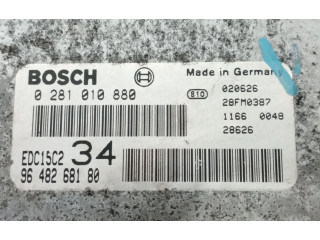 BOSCH
Made in Germany
0 281 010 880
810
020626
28FM0387
1166 0048
28626
EDC15C2 34
96 482 681 80